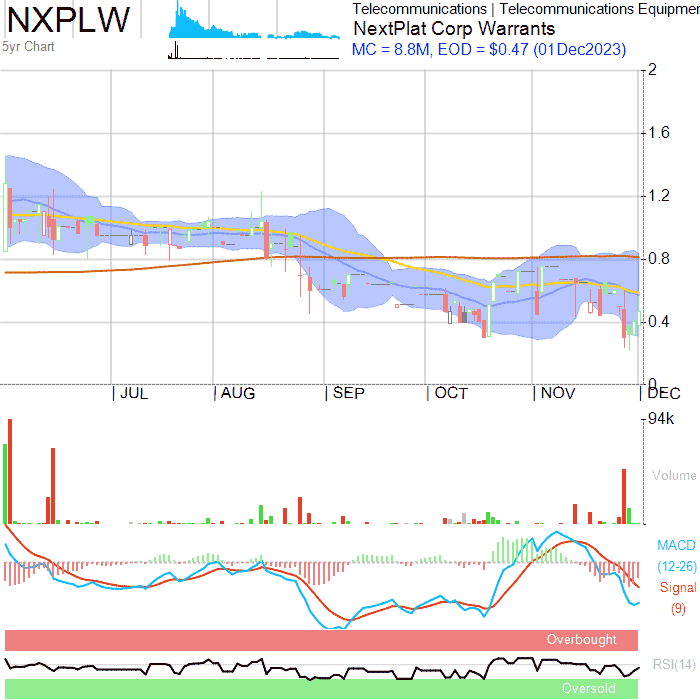 NXPLW
5yr Chart
Telecommunications | Telecommunications Equipmen
NextPlat Corp Warrants
MC = 8.8M, EOD = $0.47 (01Dec2023)
2
1.6
1.2
0.8
0.4
0
JUL AUG SEP OCT NOV DEC
94k
Volume
MACD
(12-26)
Signal
(9)
Overbought
RSI(14)
Oversold